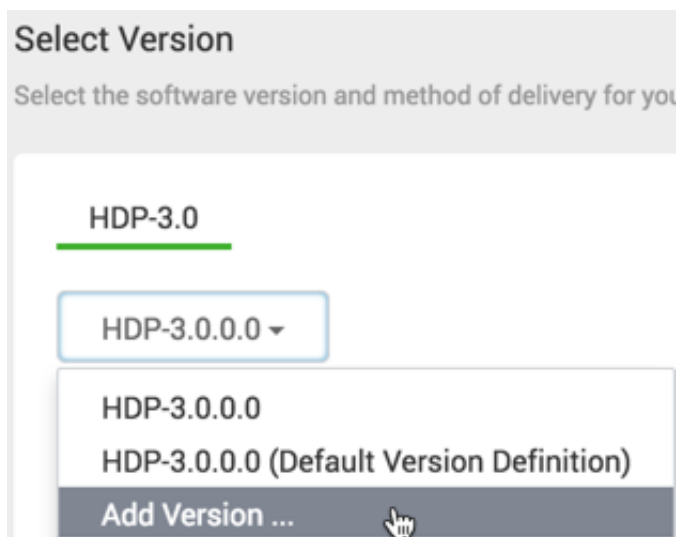 Select Version
Select the software version and method of delivery for
HDP-3.0
HDP-3.0.0.0
HDP-3.0.0.0
HDP-3.0.0.0 (Default Version Definition)
Add Version ...